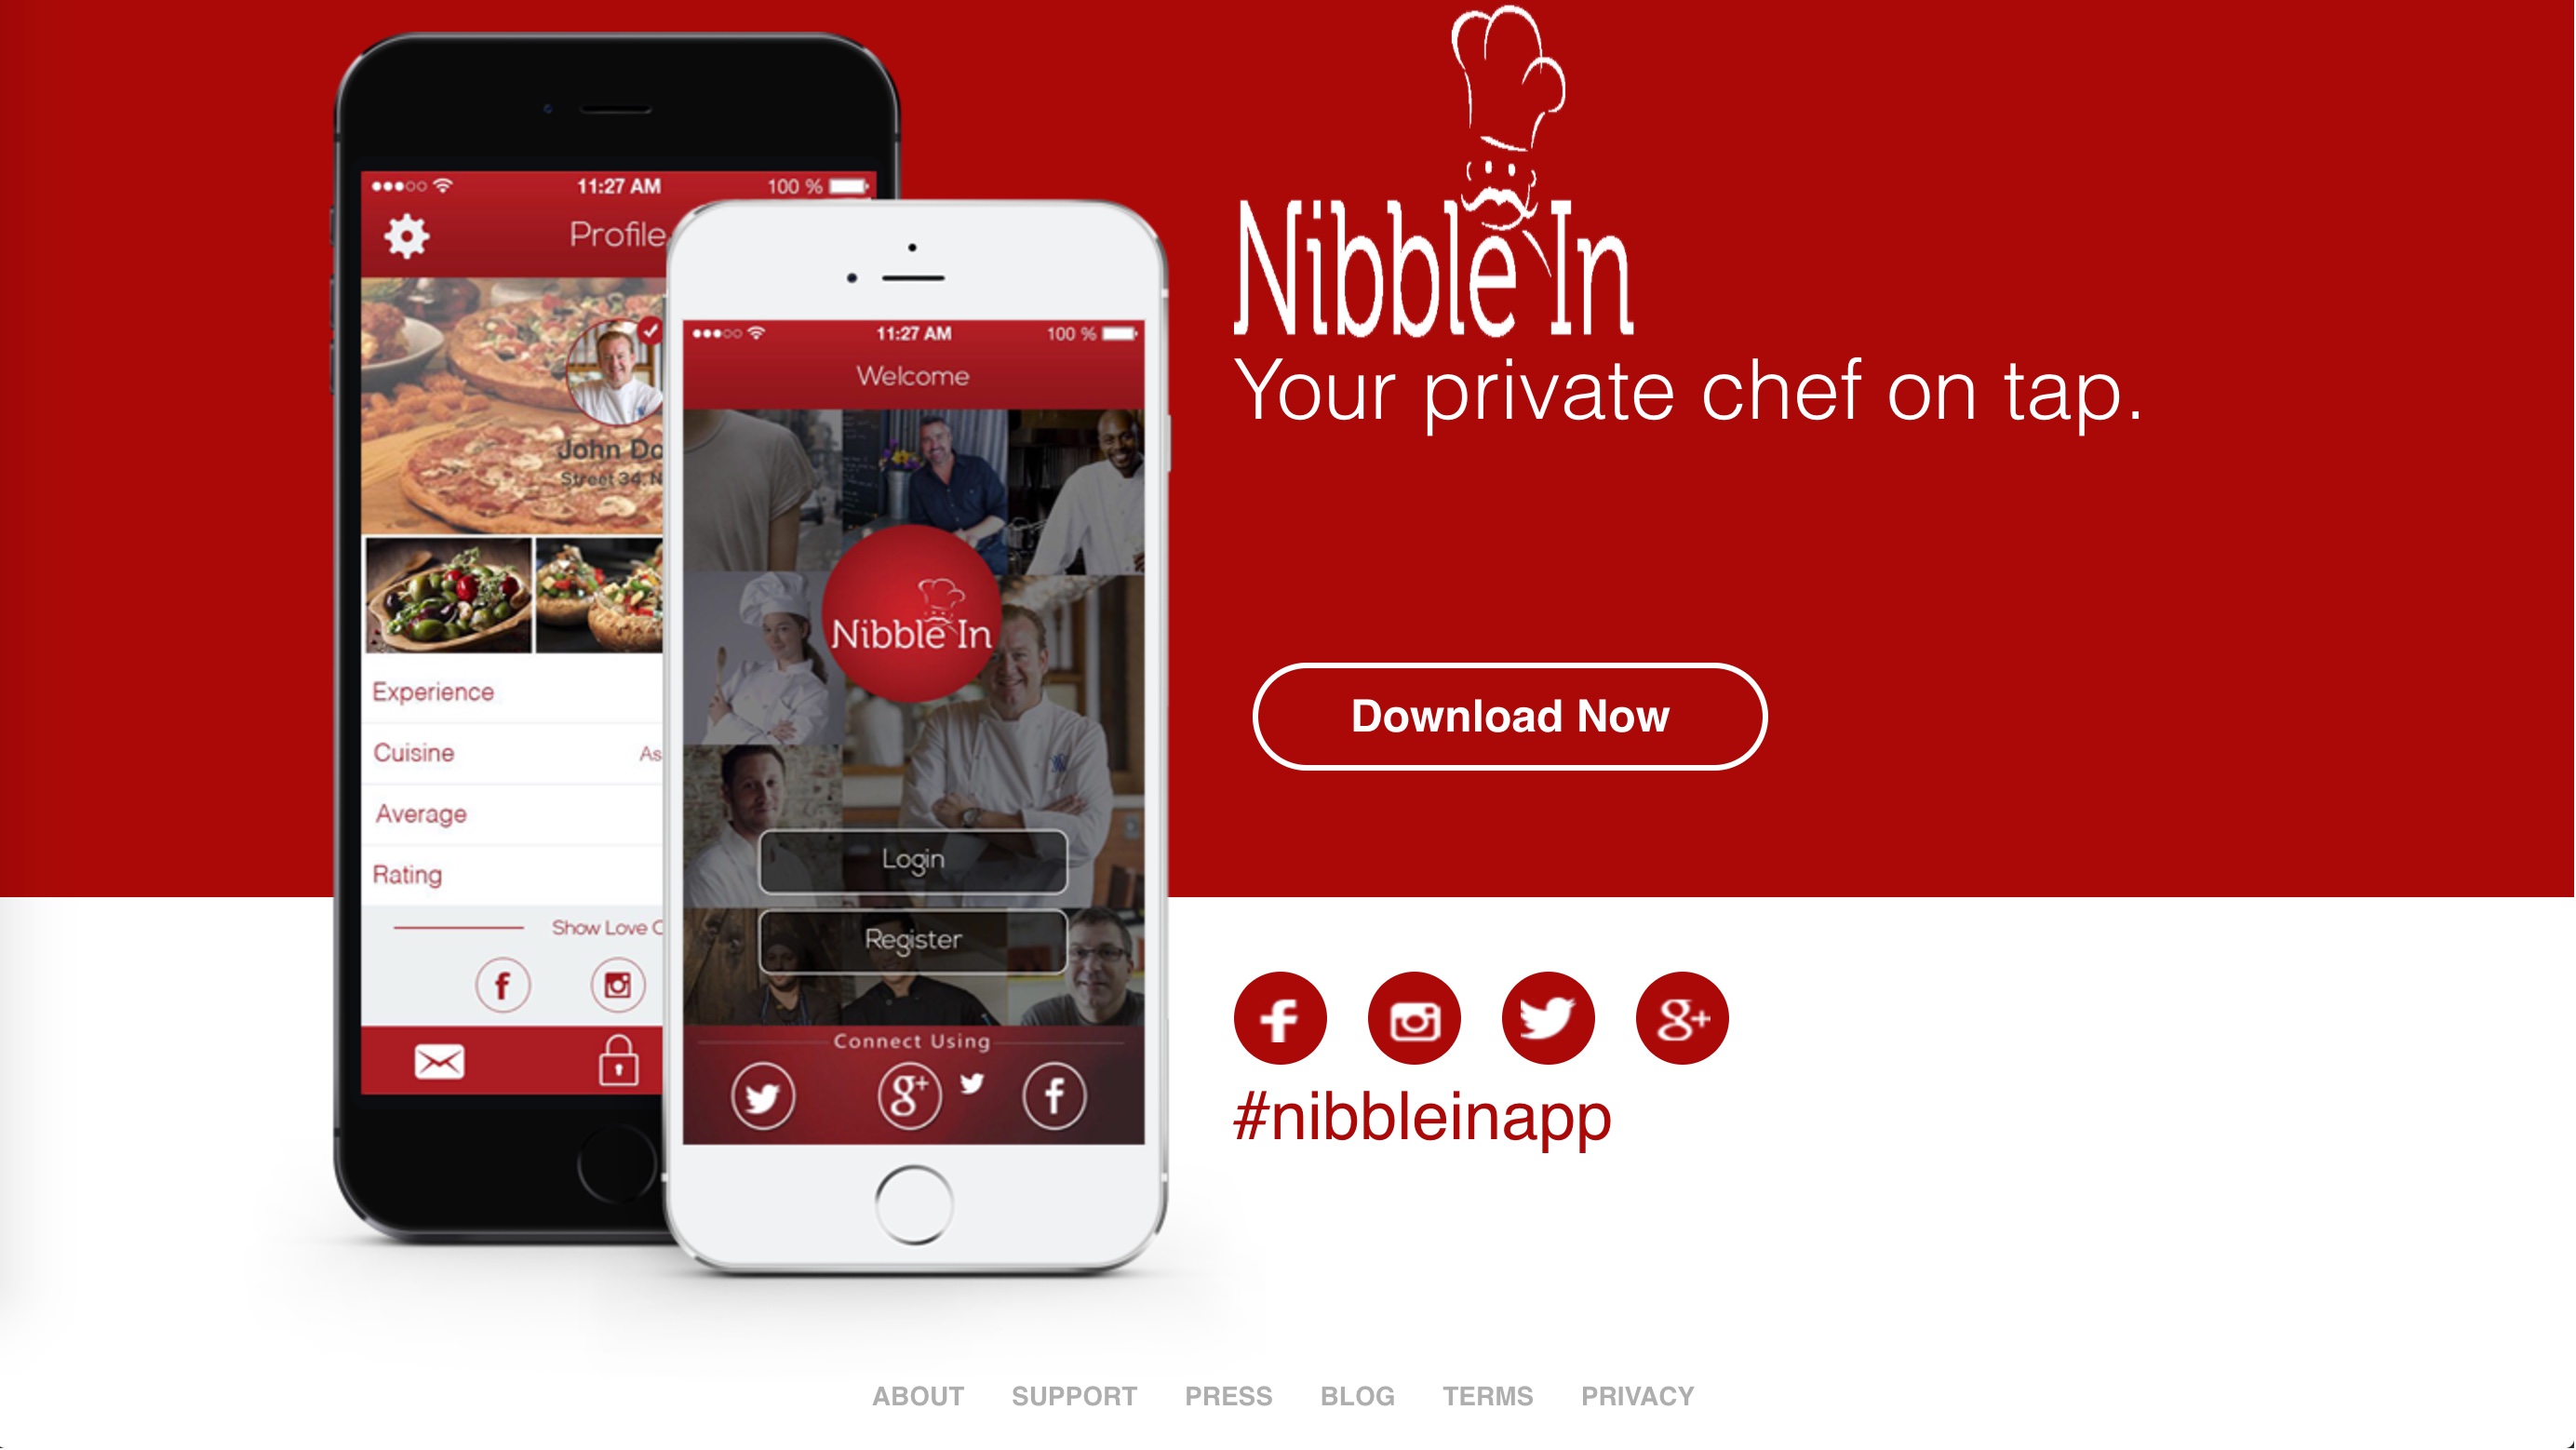 11:27 AM
100 %
Profile
John Do
Street 34, N
Experience
Cuisine
As
Average
Rating
Show Love
11:27 AM
100 %
Welcome
Nibble In
Login
Register
Connect Using
Nibble In
Your private chef on tap.
Download Now
#nibbleinapp
ABOUT SUPPORT PRESS BLOG TERMS PRIVACY